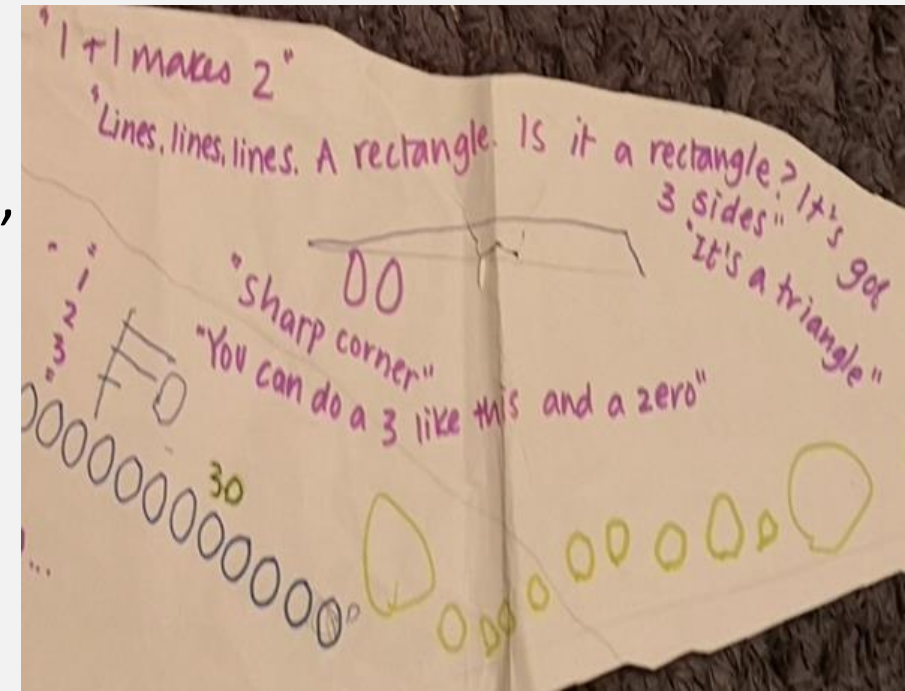 "1+1 makes 2"
"Lines, lines, lines. A rectangle. Is it a rectangle? It's got
3 sides"
"It's a triangle"
"sharp corner"
"You can do a 3 like this and a zero"
"
1
2
3
"
30
...
,